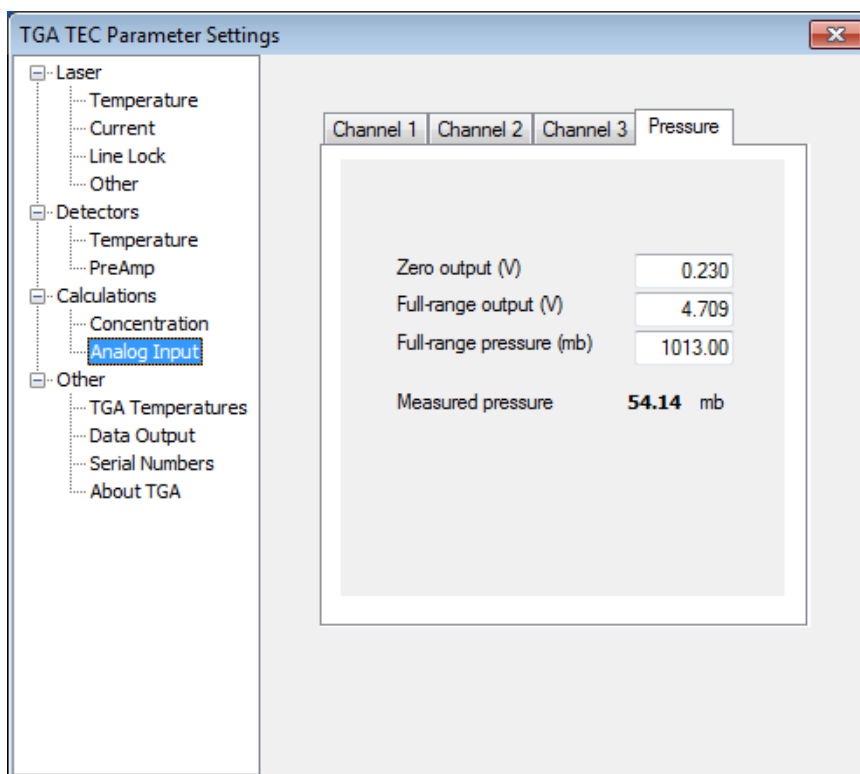 TGA TEC Parameter Settings
Laser
Temperature
Current
Line Lock
Other
Detectors
Temperature
PreAmp
Calculations
Concentration
Analog Input
Other
TGA Temperatures
Data Output
Serial Numbers
About TGA
Channel 1 Channel 2 Channel 3 Pressure
Zero output (V) 0.230
Full-range output (V) 4.709
Full-range pressure (mb) 1013.00
Measured pressure 54.14 mb